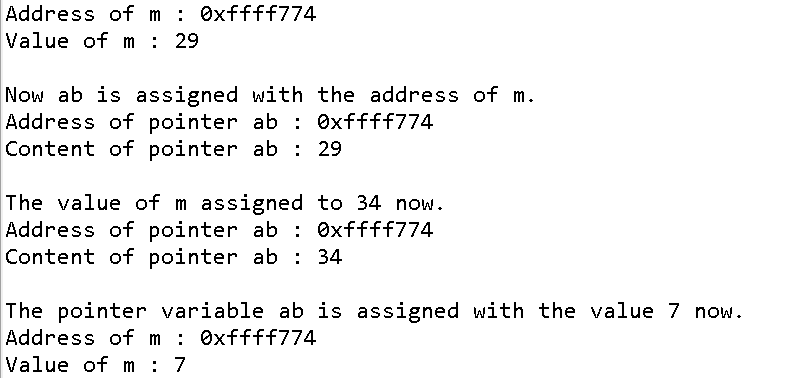 Address of m : 0xffff774
Value of m : 29
Now ab is assigned with the address of m.
Address of pointer ab : 0xffff774
Content of pointer ab : 29
The value of m assigned to 34 now.
Address of pointer ab : 0xffff774
Content of pointer ab : 34
The pointer variable ab is assigned with the value 7 now.
Address of m : 0xffff774
Value of m : 7